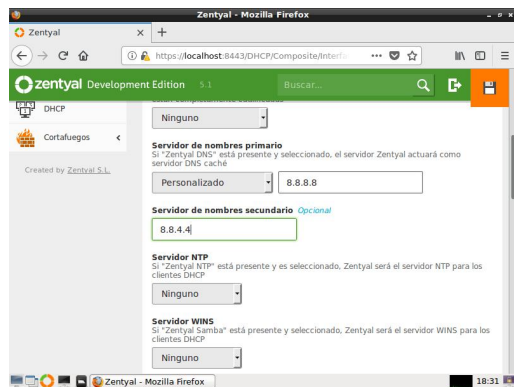 Zentyal - Mozilla Firefox
Zentyal
https://localhost:8443/DHCP/Composite/Interfa
zentyal Development Edition 5.1
Buscar...
DHCP
Ninguno
Cortafuegos
Servidor de nombres primario
Si "Zentyal DNS" está presente y seleccionado, el servidor Zentyal actuará como
servidor DNS caché
Created by Zentyal S.L.
Personalizado
8.8.8.8
Servidor de nombres secundario Opcional
8.8.4.4
Servidor NTP
Si "Zentyal NTP" está presente y es seleccionado, Zentyal será el servidor NTP para los
clientes DHCP
Ninguno
Servidor WINS
Si "Zentyal Samba" está presente y seleccionado, Zentyal será el servidor WINS para los
clientes DHCP
Ninguno
Zentyal - Mozilla Firefox
18:31